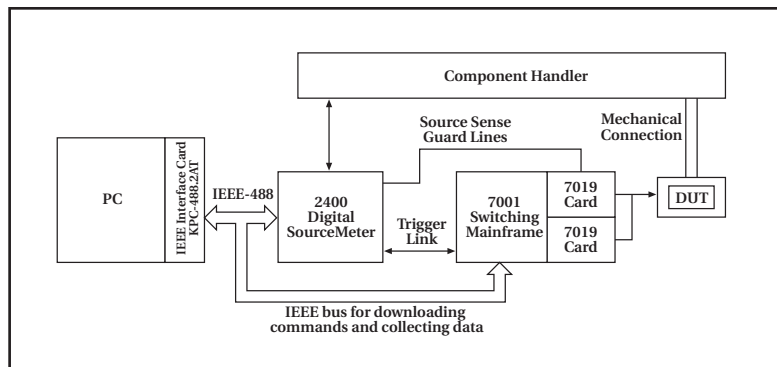 Component Handler
Source Sense
Guard Lines
Mechanical
Connection
PC
IEEE Interface Card
KPC-488.2AT
IEEE-488
2400
Digital
SourceMeter
Trigger
Link
7001
Switching
Mainframe
7019
Card
7019
Card
DUT
IEEE bus for downloading
commands and collecting data